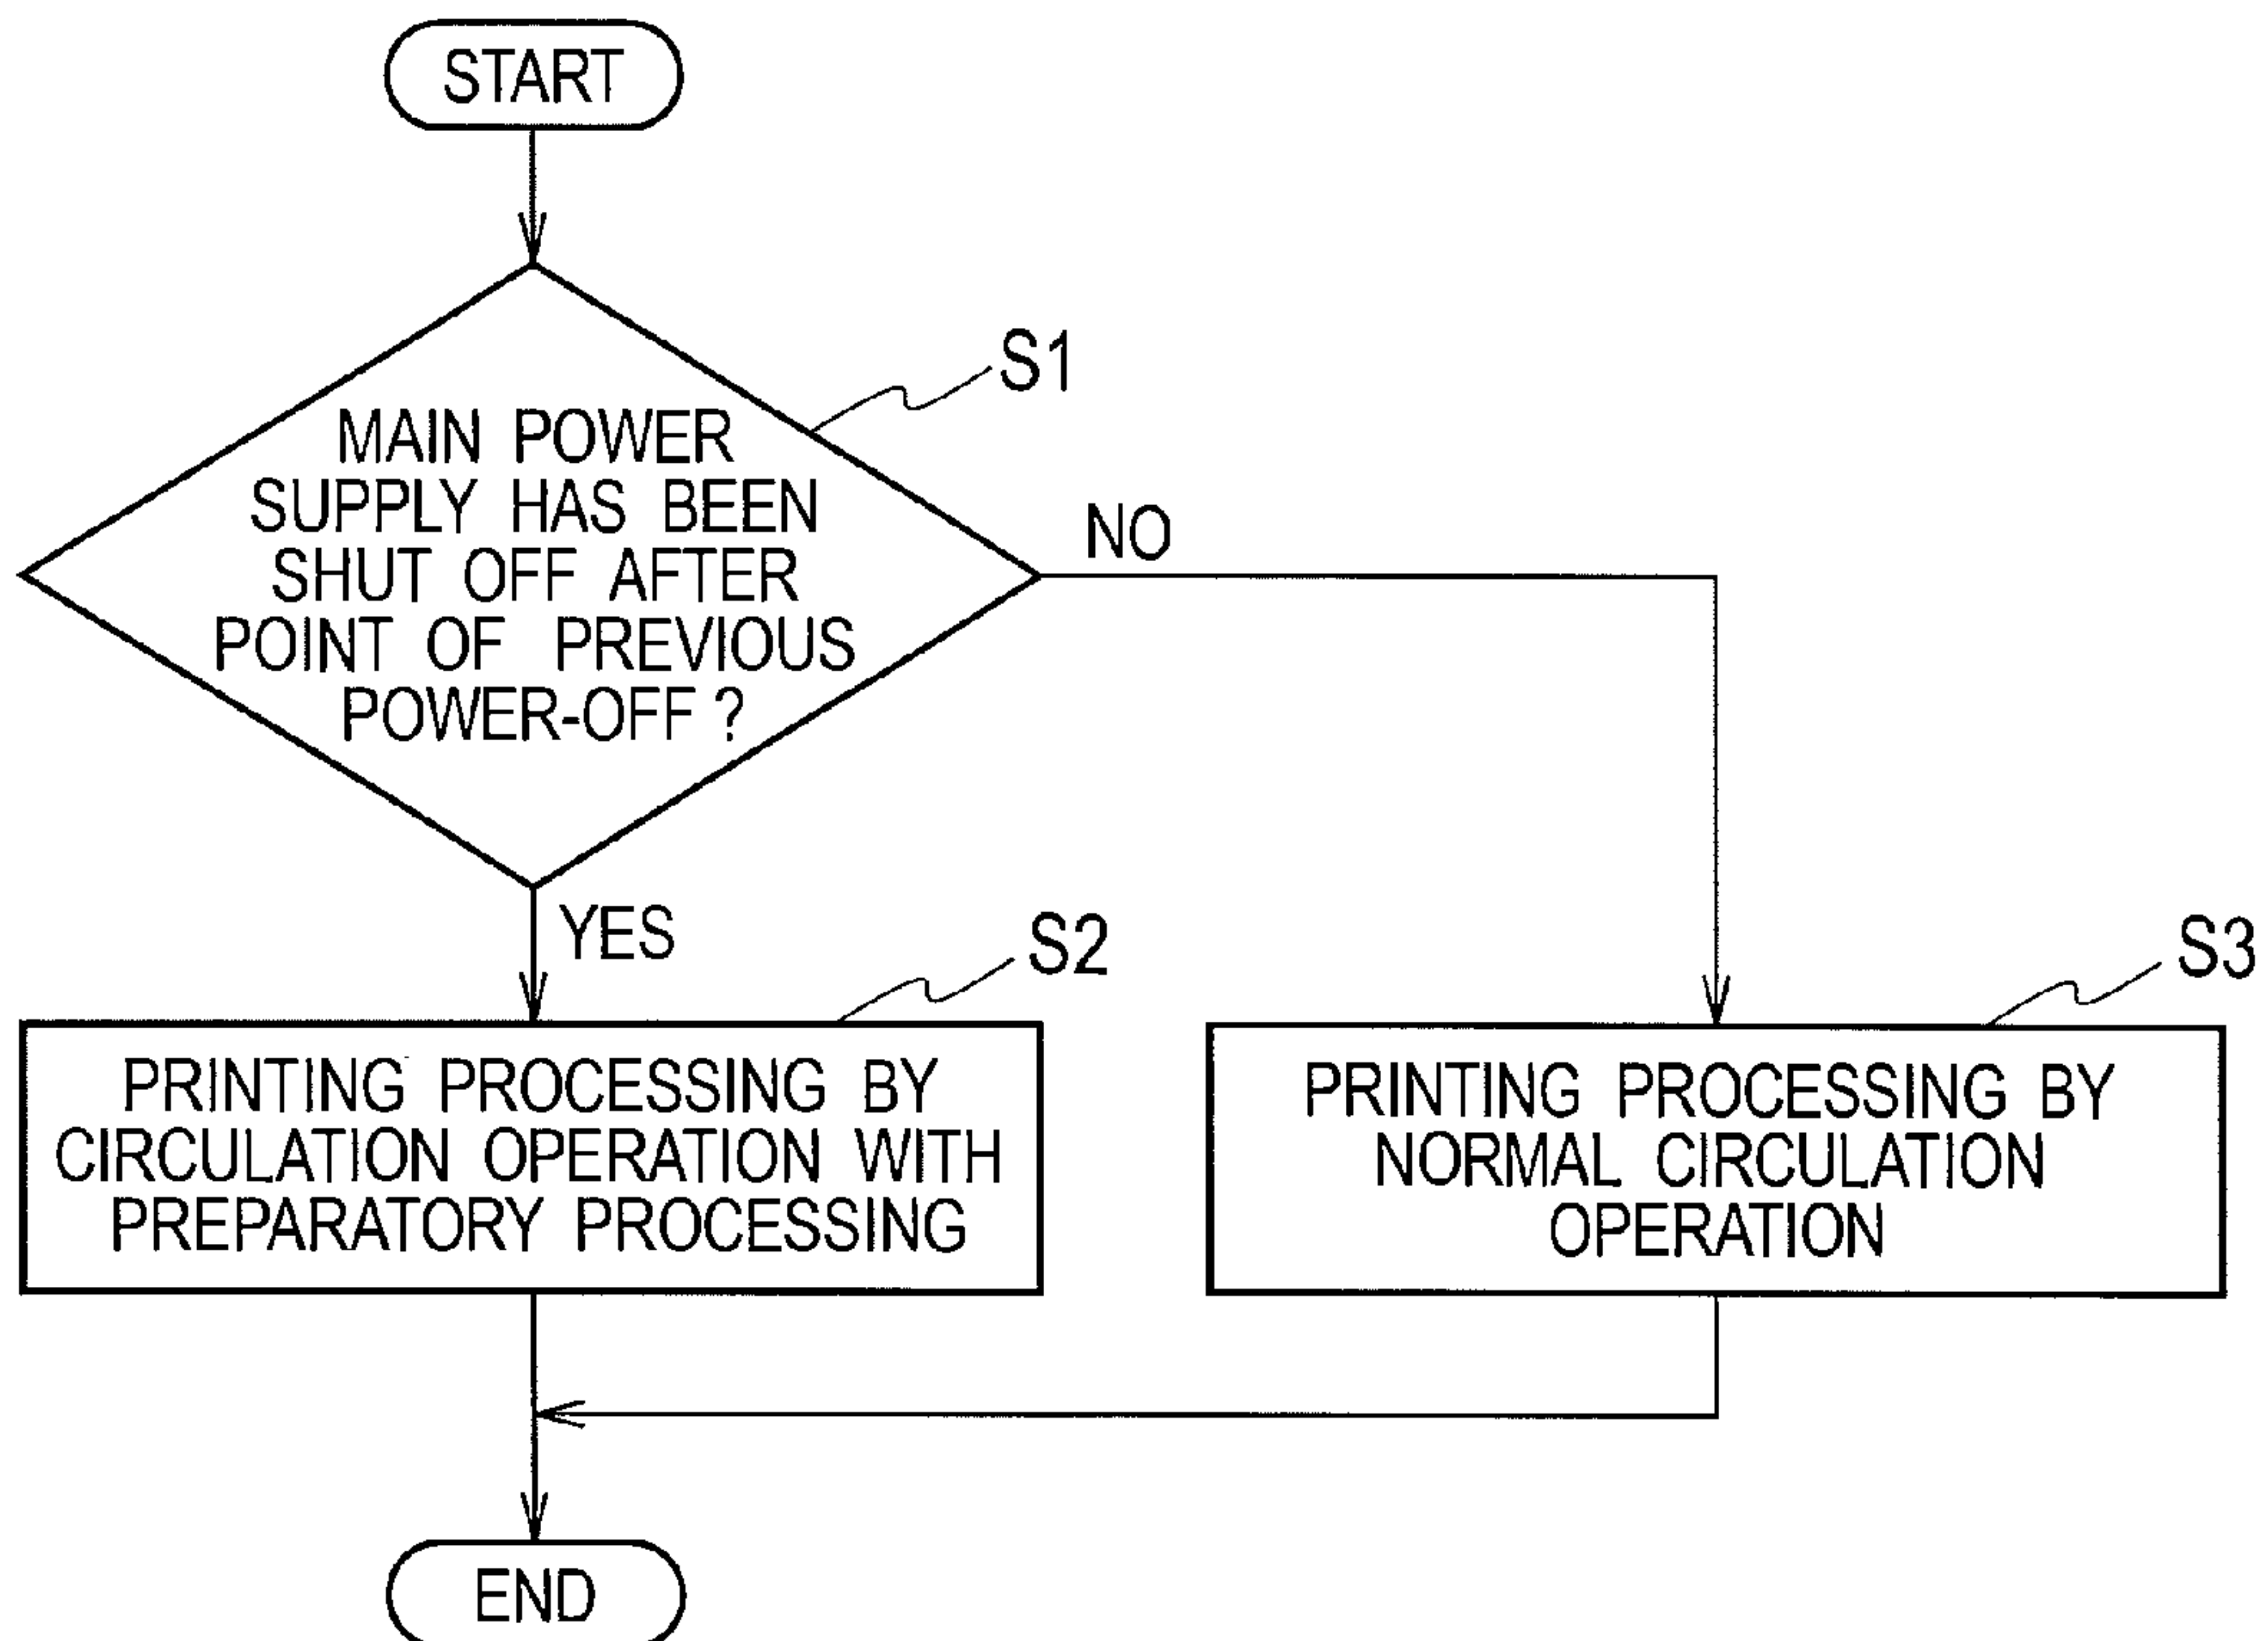 START
S1
MAIN POWER
SUPPLY HAS BEEN
SHUT OFF AFTER
POINT OF PREVIOUS
POWER-OFF ?
NO
YES
S2
PRINTING PROCESSING BY
CIRCULATION OPERATION WITH
PREPARATORY PROCESSING
S3
PRINTING PROCESSING BY
NORMAL CIRCULATION
OPERATION
END